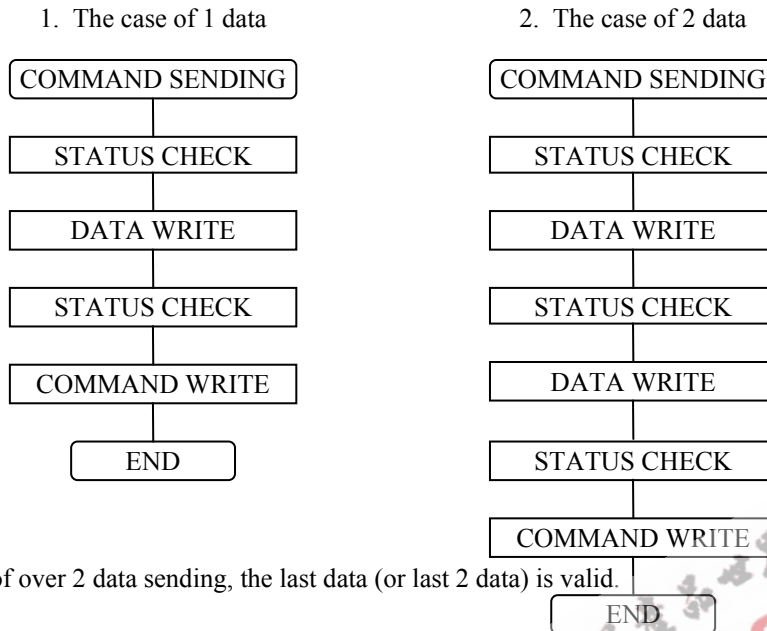 1. The case of 1 data
COMMAND SENDING
STATUS CHECK
DATA WRITE
STATUS CHECK
COMMAND WRITE
END
2. The case of 2 data
COMMAND SENDING
STATUS CHECK
DATA WRITE
STATUS CHECK
DATA WRITE
STATUS CHECK
COMMAND WRITE
END
of over 2 data sending, the last data (or last 2 data) is valid.